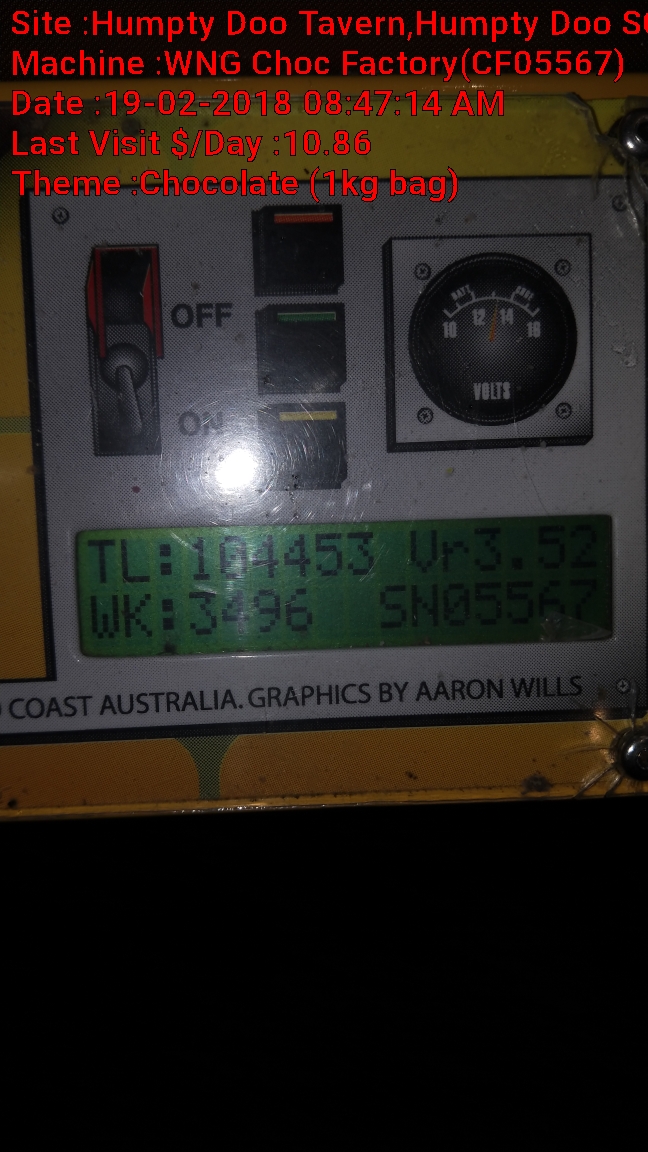 Site :Humpty Doo Tavern,Humpty Doo
Machine :WNG Choc Factory(CF05567)
Date :19-02-2018 08:47:14 AM
Last Visit $/Day :10.86
Theme :Chocolate (1kg bag)
OFF
ON
BATT
10 12 14 16
VOLTS
TL:104453 Vr3.52
WK:3496 SN05567
COAST AUSTRALIA. GRAPHICS BY AARON WILLS